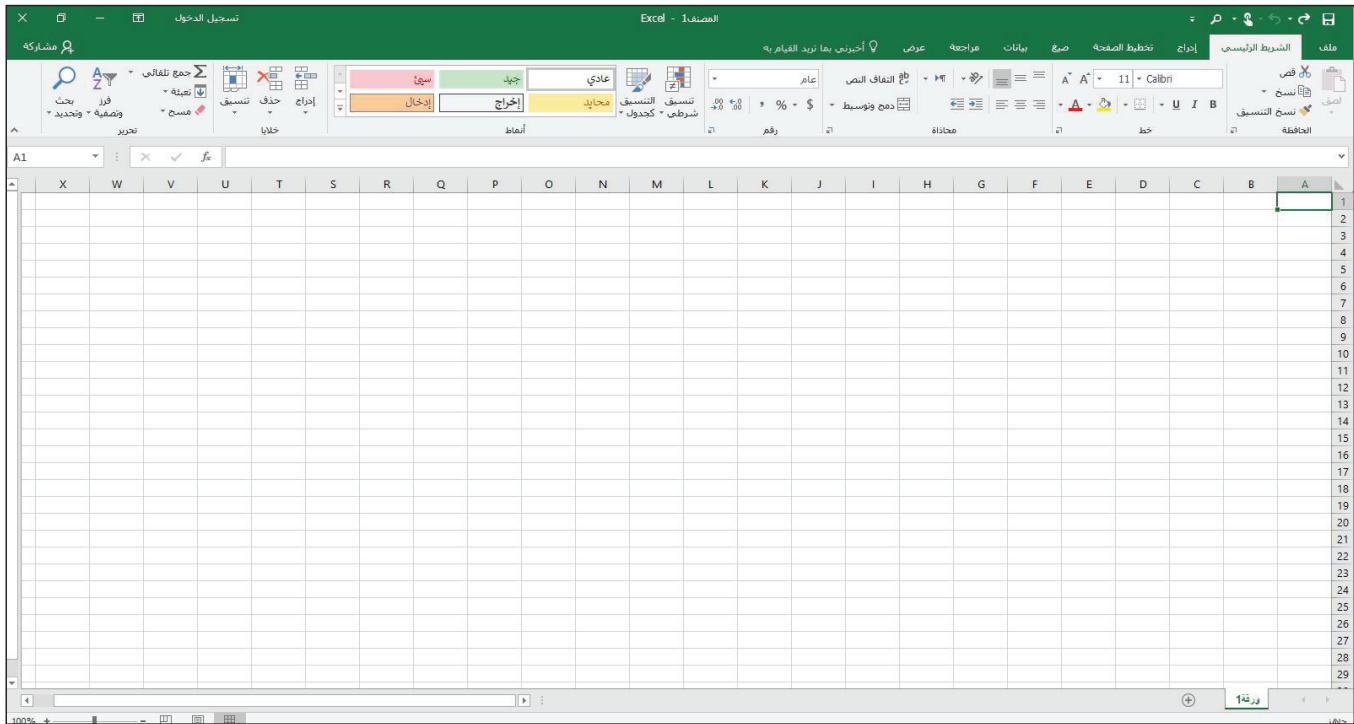 المصنف1 - Excel
تسجيل الدخول
ملف
الشريط الرئيسي
إدراج
تخطيط الصفحة
صيغ
بيانات
مراجعة
عرض
أخبرني بما تريد القيام به
مشاركة
لصق
قص
نسخ
نسخ التنسيق
الحافظة
Calibri
11
B I U
A A
A
خط
التفاف النص
دمج وتوسيط
محاذاة
عام
$ % ,
رقم
تنسيق شرطي
التنسيق كجدول
عادي
جيد
سيئ
محايد
إخراج
إدخال
أنماط
إدراج
حذف
تنسيق
خلايا
جمع تلقائي
تعبئة
مسح
فرز وتصفية
بحث وتحديد
تحرير
A1
fx
A B C D E F G H I J K L M N O P Q R S T U V W X
1
2
3
4
5
6
7
8
9
10
11
12
13
14
15
16
17
18
19
20
21
22
23
24
25
26
27
28
29
ورقة1
100%